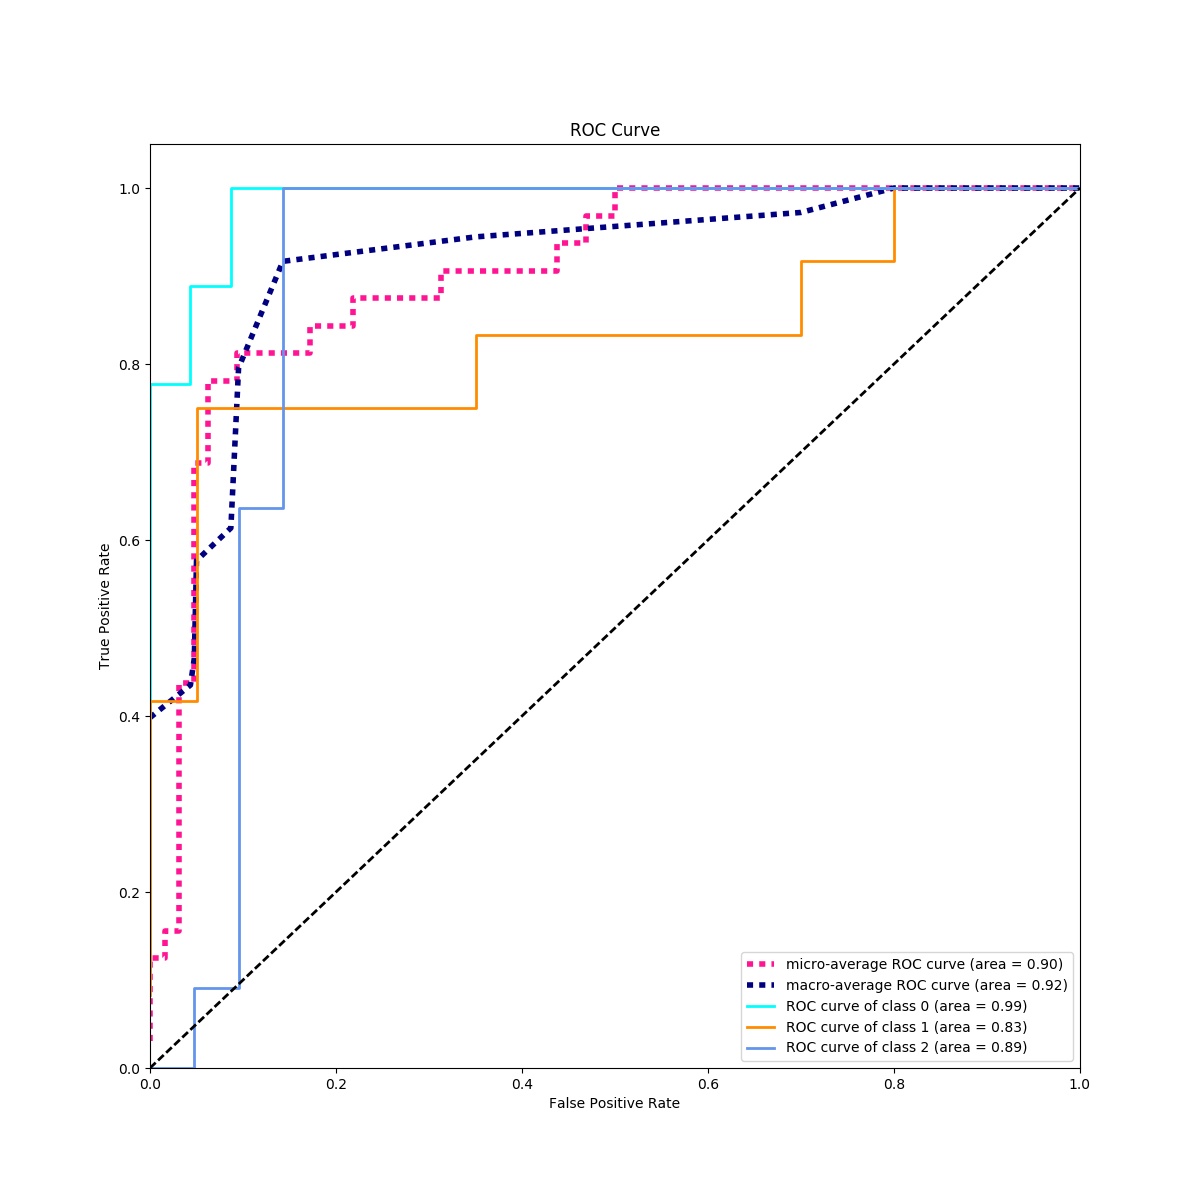 ROC Curve
1.0
0.8
0.6
0.4
0.2
0.0
True Positive Rate
0.0 0.2 0.4 0.6 0.8 1.0
False Positive Rate
micro-average ROC curve (area = 0.90)
macro-average ROC curve (area = 0.92)
ROC curve of class 0 (area = 0.99)
ROC curve of class 1 (area = 0.83)
ROC curve of class 2 (area = 0.89)